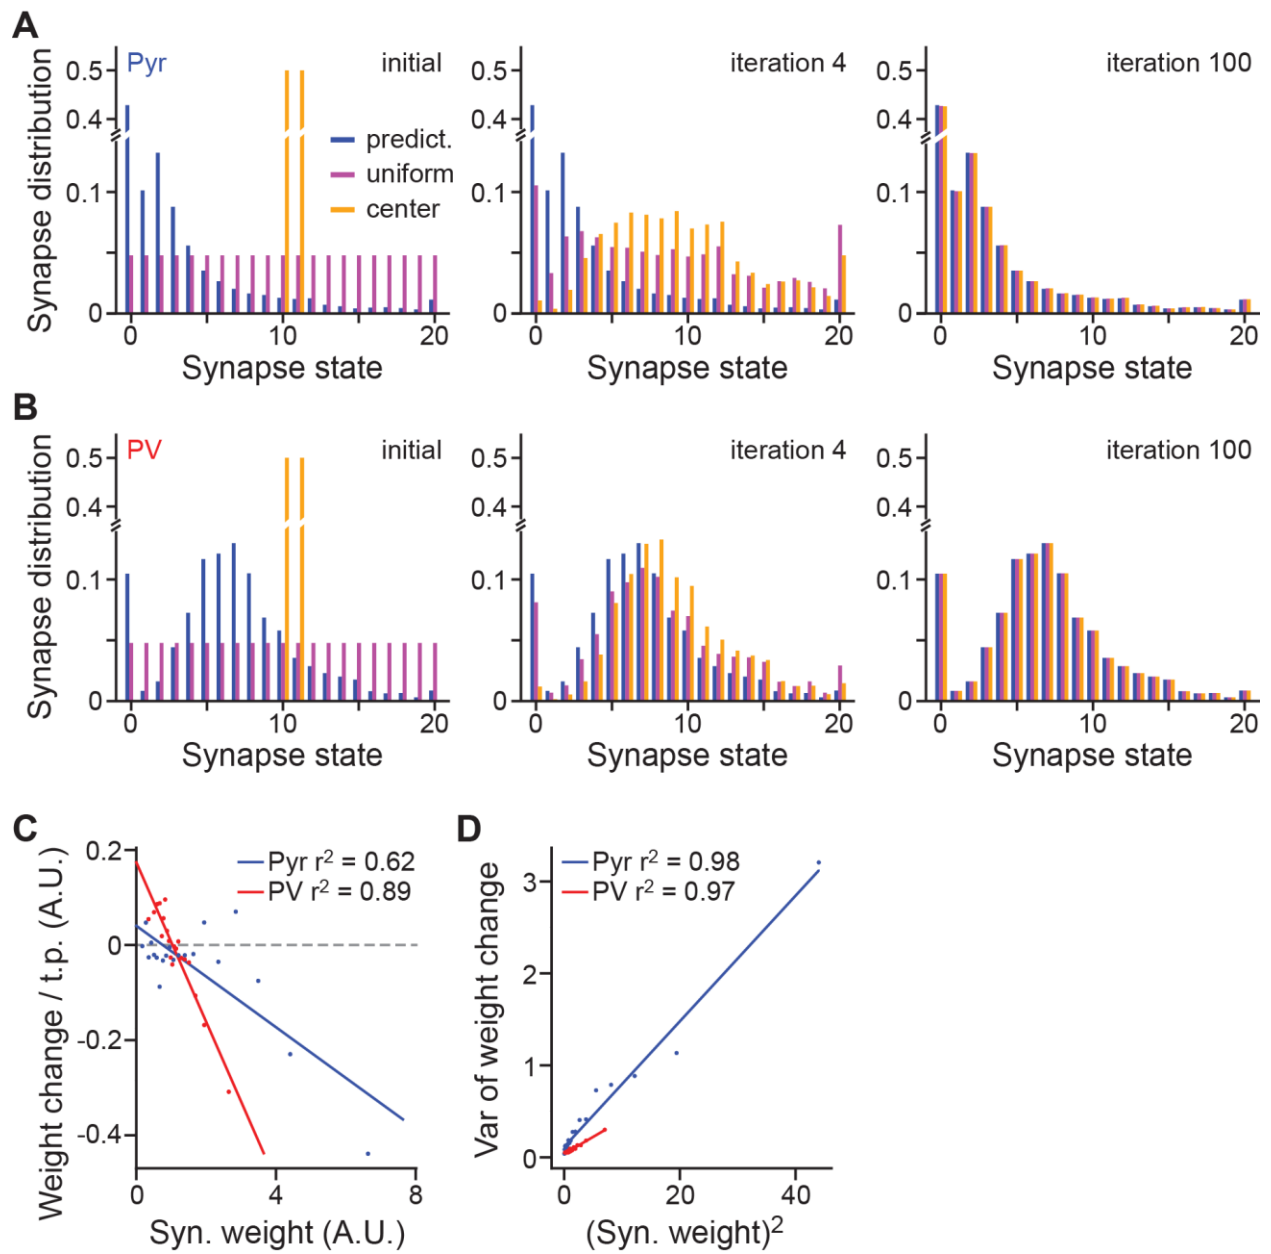 A
Synapse distribution
Pyr
initial
0.5
0.4
0.1
0
predict.
uniform
center
0 10 20
Synapse state
iteration 4
0.5
0.4
0.1
0
0 10 20
Synapse state
iteration 100
0.5
0.4
0.1
0
0 10 20
Synapse state
B
Synapse distribution
PV
initial
0.5
0.4
0.1
0
0 10 20
Synapse state
iteration 4
0.5
0.4
0.1
0
0 10 20
Synapse state
iteration 100
0.5
0.4
0.1
0
0 10 20
Synapse state
C
Weight change / t.p. (A.U.)
0.2
0
-0.2
-0.4
Pyr r² = 0.62
PV r² = 0.89
0 4 8
Syn. weight (A.U.)
D
Var of weight change
3
2
1
0
Pyr r² = 0.98
PV r² = 0.97
0 20 40
(Syn. weight)²